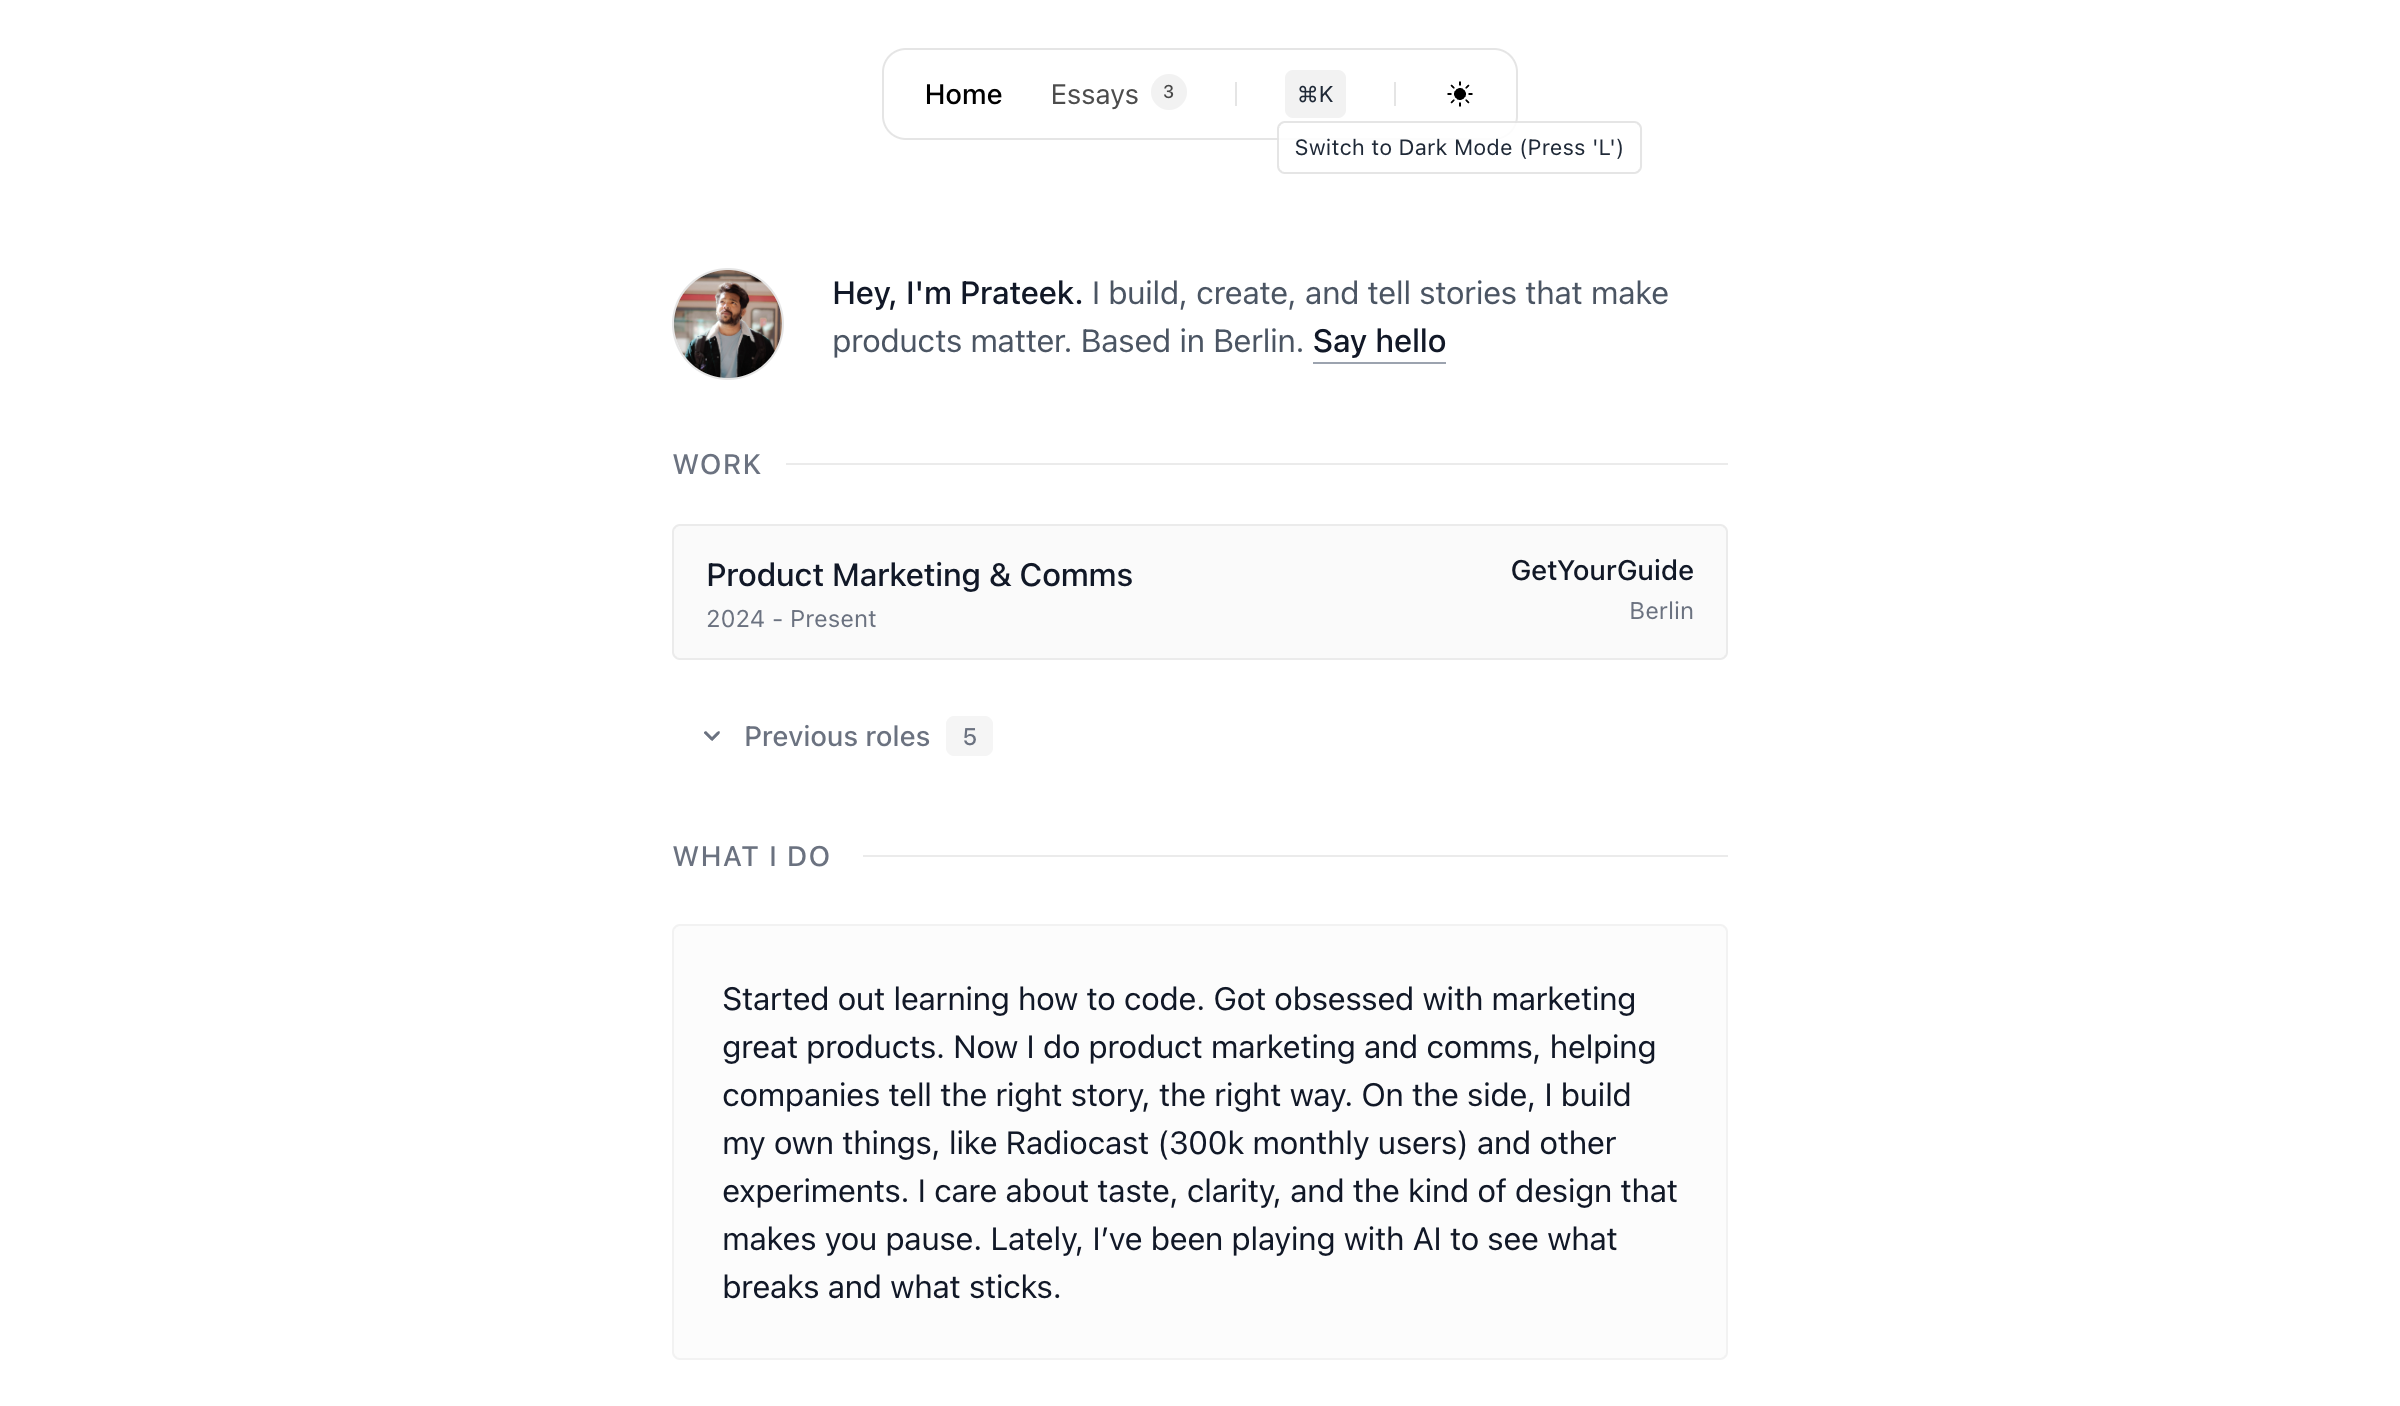 Home Essays 3 ⌘K
Switch to Dark Mode (Press 'L')
Hey, I'm Prateek. I build, create, and tell stories that make
products matter. Based in Berlin. Say hello
WORK
Product Marketing & Comms
2024 - Present
GetYourGuide
Berlin
Previous roles 5
WHAT I DO
Started out learning how to code. Got obsessed with marketing
great products. Now I do product marketing and comms, helping
companies tell the right story, the right way. On the side, I build
my own things, like Radiocast (300k monthly users) and other
experiments. I care about taste, clarity, and the kind of design that
makes you pause. Lately, I’ve been playing with AI to see what
breaks and what sticks.